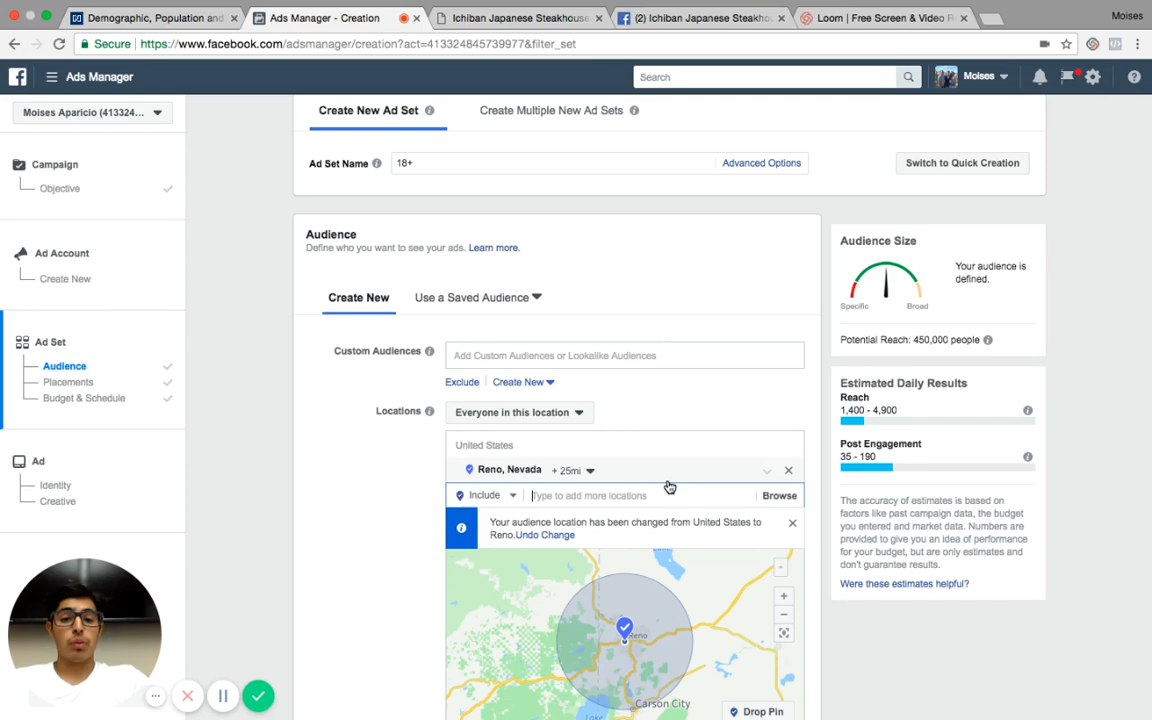 Demographic, Population and
Ads Manager - Creation
Ichiban Japanese Steakhouse
(2) Ichiban Japanese Steakhou
Loom | Free Screen & Video R
Moises
Secure
https://www.facebook.com/adsmanager/creation?act=413324845739977&filter_set
Ads Manager
Search
Moises
Moises Aparicio (413324...
Campaign
Objective
Ad Account
Create New
Ad Set
Audience
Placements
Budget & Schedule
Ad
Identity
Creative
Create New Ad Set
Create Multiple New Ad Sets
Ad Set Name
18+
Advanced Options
Switch to Quick Creation
Audience
Define who you want to see your ads. Learn more.
Create New
Use a Saved Audience
Custom Audiences
Add Custom Audiences or Lookalike Audiences
Exclude
Create New
Locations
Everyone in this location
United States
Reno, Nevada + 25mi
Include
Type to add more locations
Browse
Your audience location has been changed from United States to
Reno.Undo Change
Reno
Carson City
Drop Pin
Audience Size
Your audience is
defined.
Specific
Broad
Potential Reach: 450,000 people
Estimated Daily Results
Reach
1,400 - 4,900
Post Engagement
35 - 190
The accuracy of estimates is based on
factors like past campaign data, the budget
you entered and market data. Numbers are
provided to give you an idea of performance
for your budget, but are only estimates and
don't guarantee results.
Were these estimates helpful?